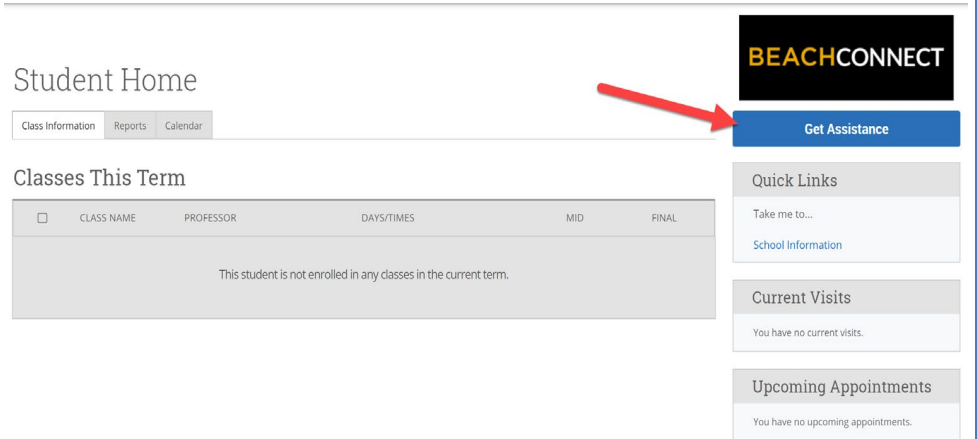 Student Home
Class Information Reports Calendar
Classes This Term
CLASS NAME PROFESSOR DAYS/TIMES MID FINAL
This student is not enrolled in any classes in the current term.
BEACHCONNECT
Get Assistance
Quick Links
Take me to...
School Information
Current Visits
You have no current visits.
Upcoming Appointments
You have no upcoming appointments.